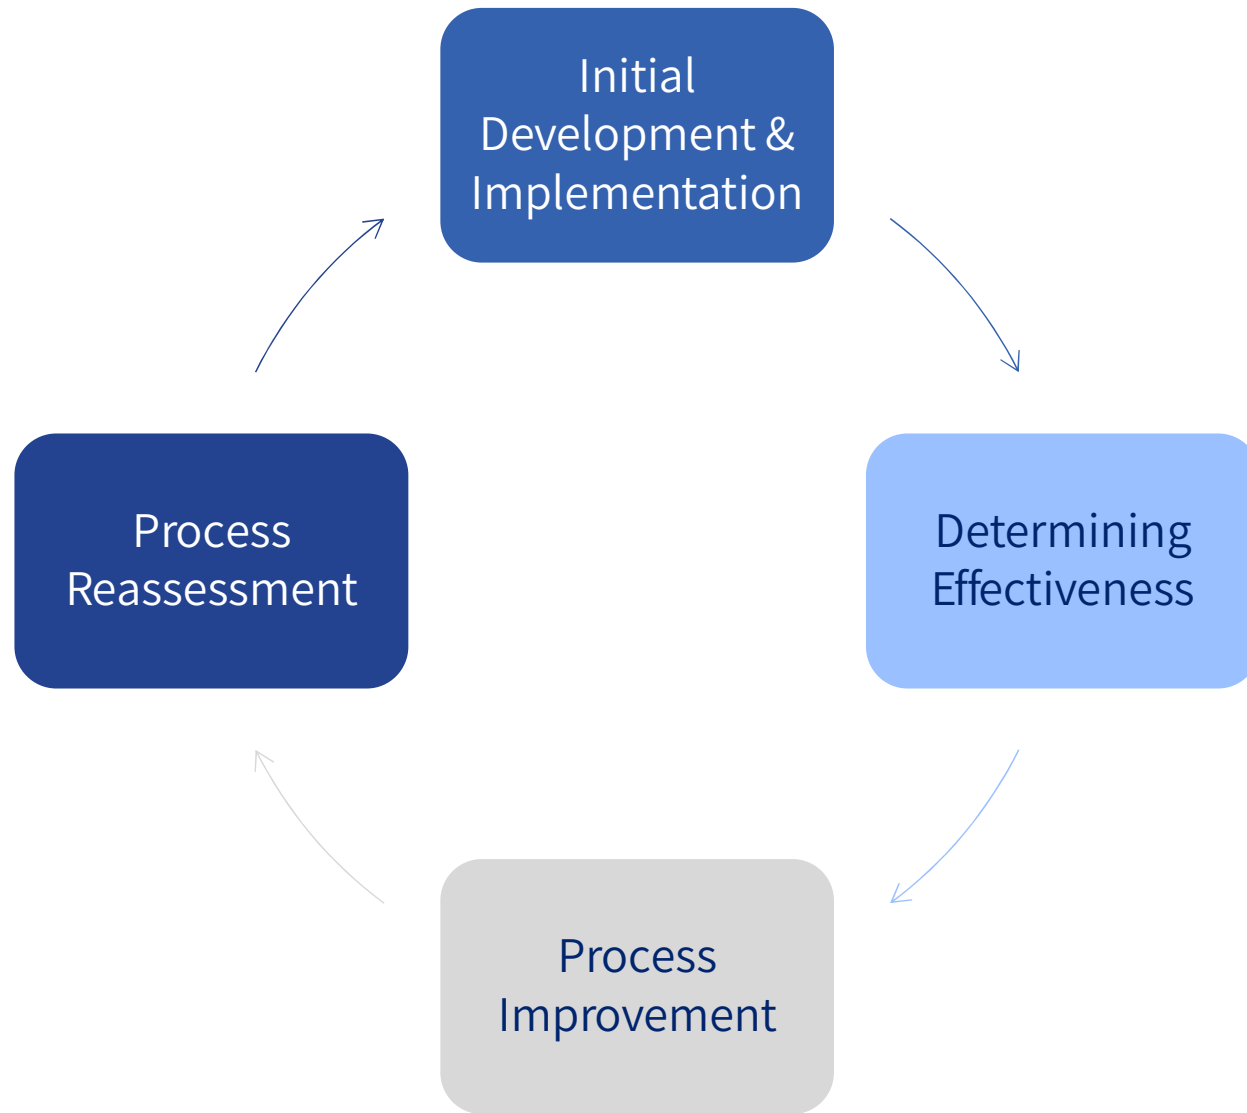 Initial
Development &
Implementation
Determining
Effectiveness
Process
Improvement
Process
Reassessment